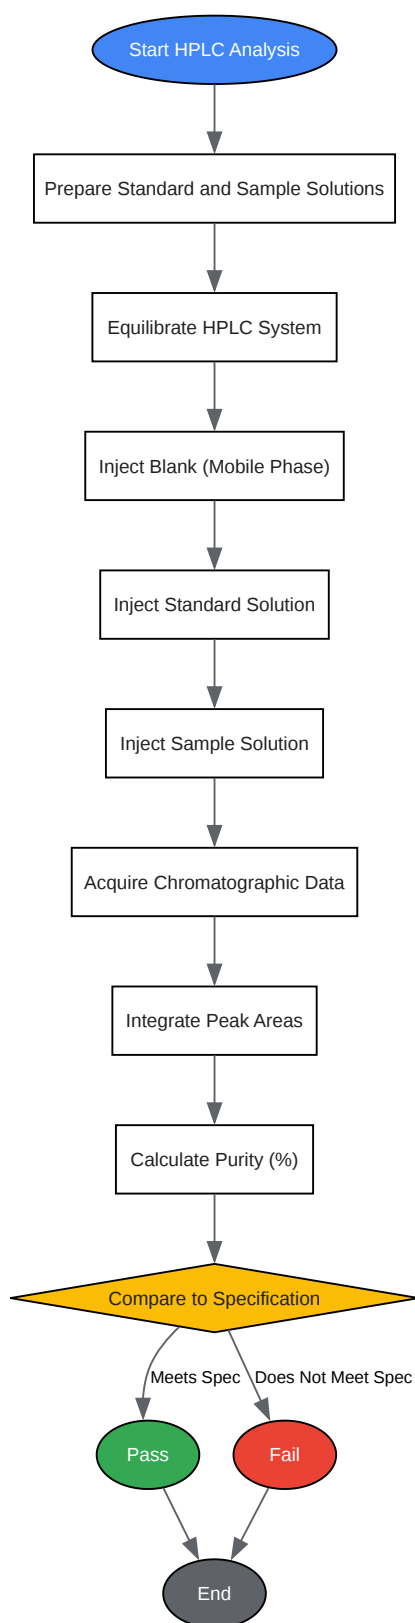 Start HPLC Analysis
Prepare Standard and Sample Solutions
Equilibrate HPLC System
Inject Blank (Mobile Phase)
Inject Standard Solution
Inject Sample Solution
Acquire Chromatographic Data
Integrate Peak Areas
Calculate Purity (%)
Compare to Specification
Meets Spec
Does Not Meet Spec
Pass
Fail
End